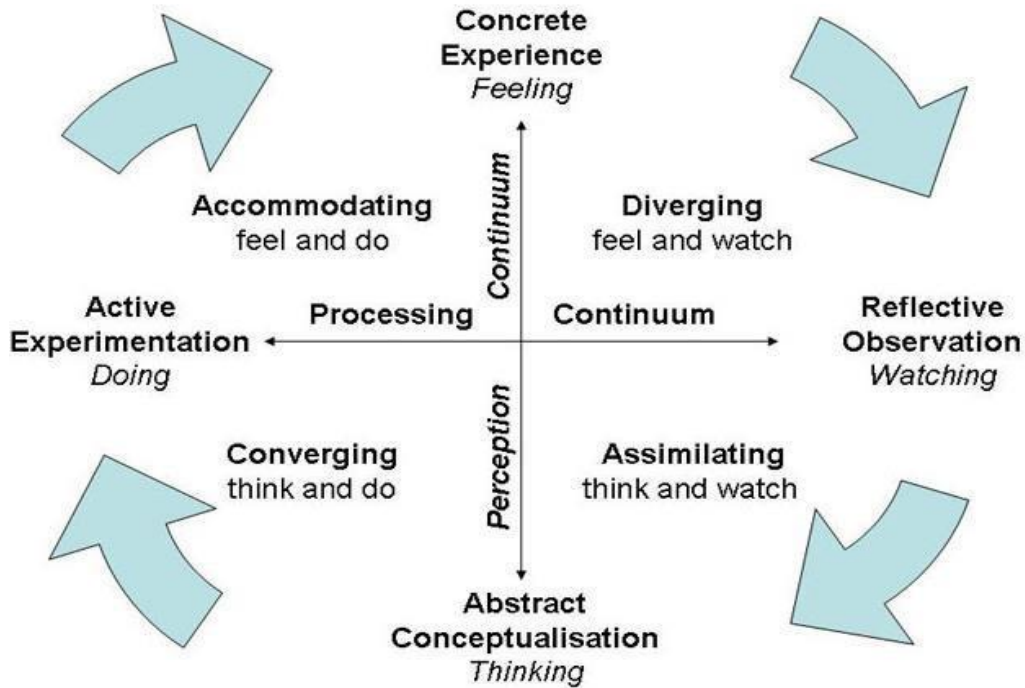 Concrete
Experience
Feeling
Continuum
Accommodating
feel and do
Diverging
feel and watch
Active
Experimentation
Doing
Processing
Continuum
Reflective
Observation
Watching
Perception
Converging
think and do
Assimilating
think and watch
Abstract
Conceptualisation
Thinking